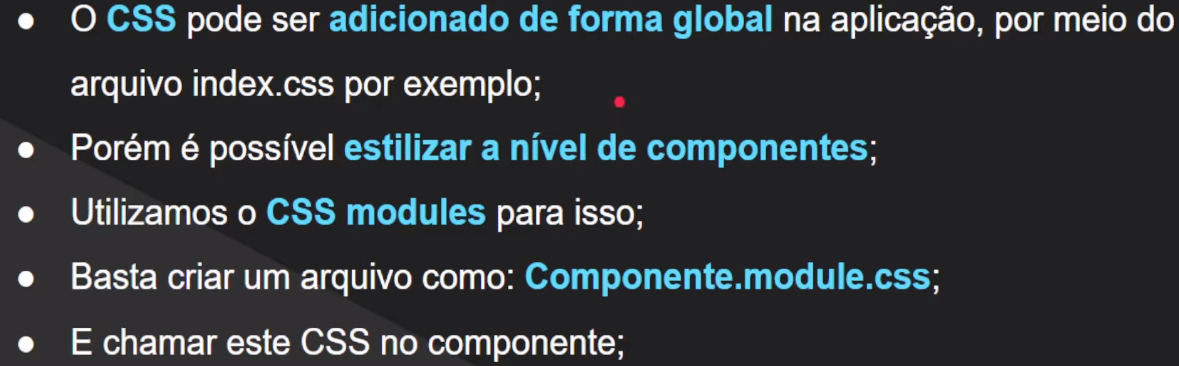 ● O CSS pode ser adicionado de forma global na aplicação, por meio do
arquivo index.css por exemplo;
● Porém é possível estilizar a nível de componentes;
● Utilizamos o CSS modules para isso;
● Basta criar um arquivo como: Componente.module.css;
● E chamar este CSS no componente;